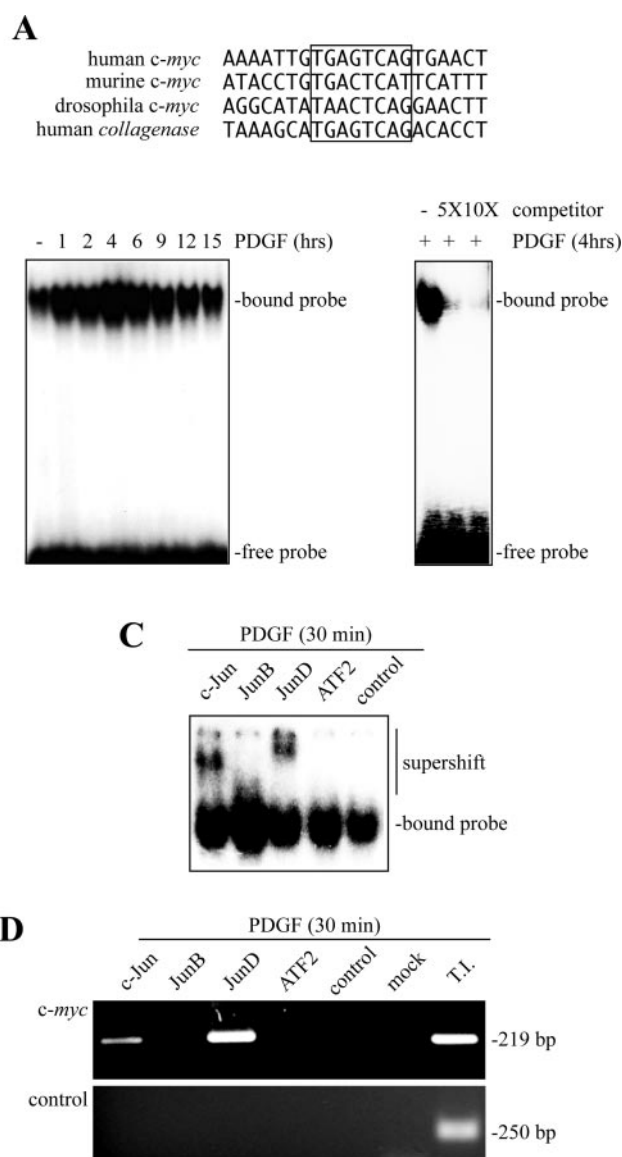 A
human c-myc AAAATTGTGAGTCAGTGAACT
murine c-myc ATACCTGTGACTCATTCATTT
drosophila c-myc AGGCATATAACTCAGGAACTT
human collagenase TAAAGCATGAGTCAGACACCT
- 5X10X competitor
- 1 2 4 6 9 12 15 PDGF (hrs)
+ + + PDGF (4hrs)
-bound probe
-bound probe
-free probe
-free probe
C
PDGF (30 min)
c-Jun JunB JunD ATF2 control
supershift
-bound probe
D
PDGF (30 min)
c-Jun JunB JunD ATF2 control mock T.I.
c-myc
-219 bp
control
-250 bp